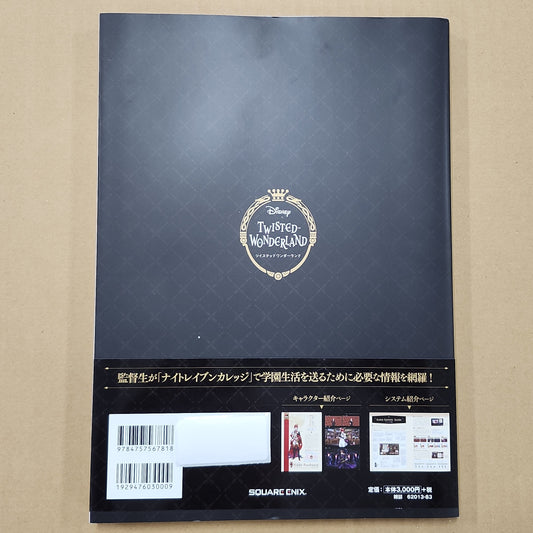 Disney
TWISTED-
WONDERLAND
ツイステッドワンダーランド
監督生が「ナイトレイブンカレッジ」で学園生活を送るために必要な情報を網羅！
キャラクター紹介ページ
システム紹介ページ
9784757567818
1929476030009
SQUARE ENIX.
定価：本体3,000円+税
雑誌 62013-83